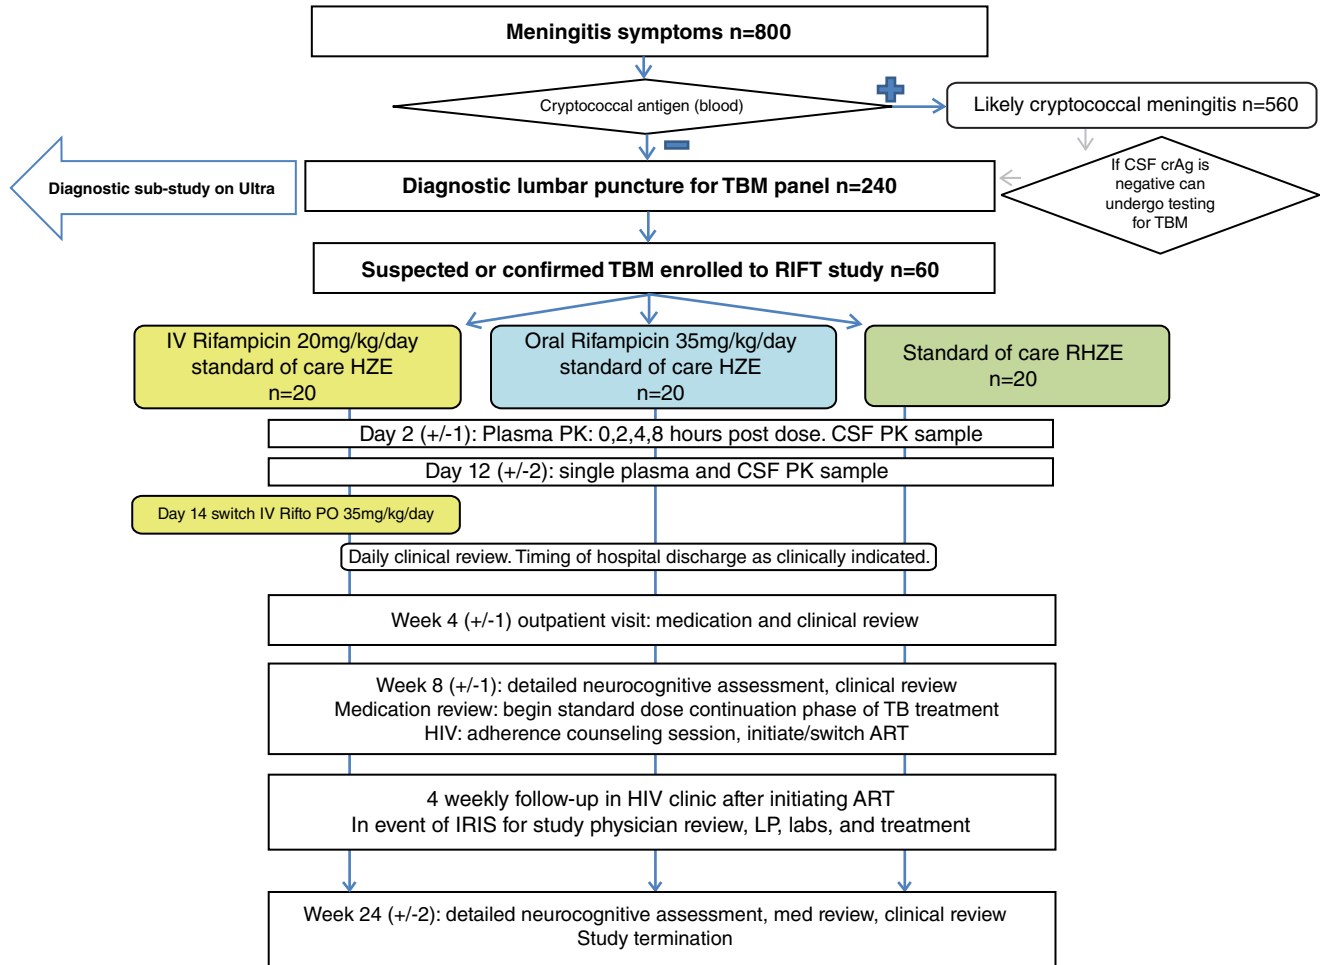 Meningitis symptoms n=800
Cryptococcal antigen (blood)
Likely cryptococcal meningitis n=560
If CSF crAg is
negative can
undergo testing
for TBM
Diagnostic sub-study on Ultra
Diagnostic lumbar puncture for TBM panel n=240
Suspected or confirmed TBM enrolled to RIFT study n=60
IV Rifampicin 20mg/kg/day
standard of care HZE
n=20
Oral Rifampicin 35mg/kg/day
standard of care HZE
n=20
Standard of care RHZE
n=20
Day 2 (+/-1): Plasma PK: 0,2,4,8 hours post dose. CSF PK sample
Day 12 (+/-2): single plasma and CSF PK sample
Day 14 switch IV Rifto PO 35mg/kg/day
Daily clinical review. Timing of hospital discharge as clinically indicated.
Week 4 (+/-1) outpatient visit: medication and clinical review
Week 8 (+/-1): detailed neurocognitive assessment, clinical review
Medication review: begin standard dose continuation phase of TB treatment
HIV: adherence counseling session, initiate/switch ART
4 weekly follow-up in HIV clinic after initiating ART
In event of IRIS for study physician review, LP, labs, and treatment
Week 24 (+/-2): detailed neurocognitive assessment, med review, clinical review
Study termination